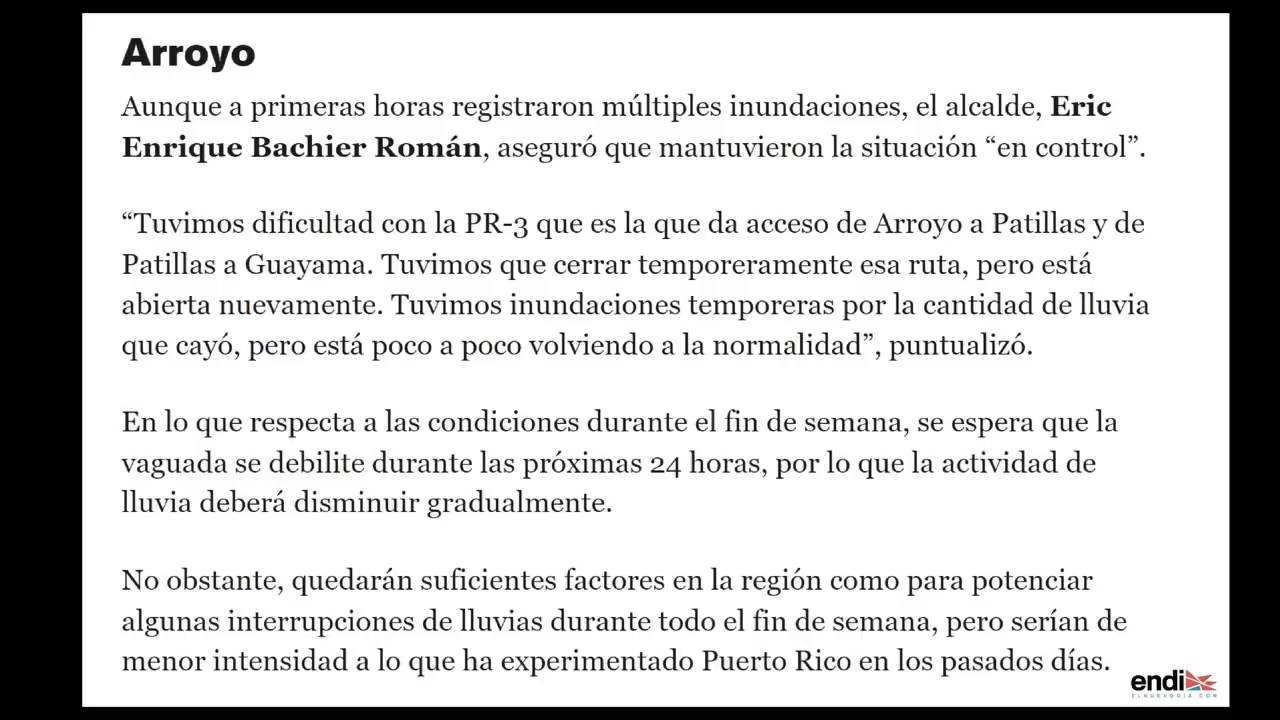 Arroyo
Aunque a primeras horas registraron múltiples inundaciones, el alcalde, Eric
Enrique Bachier Román, aseguró que mantuvieron la situación “en control”.
“Tuvimos dificultad con la PR-3 que es la que da acceso de Arroyo a Patillas y de
Patillas a Guayama. Tuvimos que cerrar temporeramente esa ruta, pero está
abierta nuevamente. Tuvimos inundaciones temporeras por la cantidad de lluvia
que cayó, pero está poco a poco volviendo a la normalidad”, puntualizó.
En lo que respecta a las condiciones durante el fin de semana, se espera que la
vaguada se debilite durante las próximas 24 horas, por lo que la actividad de
lluvia deberá disminuir gradualmente.
No obstante, quedarán suficientes factores en la región como para potenciar
algunas interrupciones de lluvias durante todo el fin de semana, pero serían de
menor intensidad a lo que ha experimentado Puerto Rico en los pasados días.
endi
ELNUEVODIA.COM